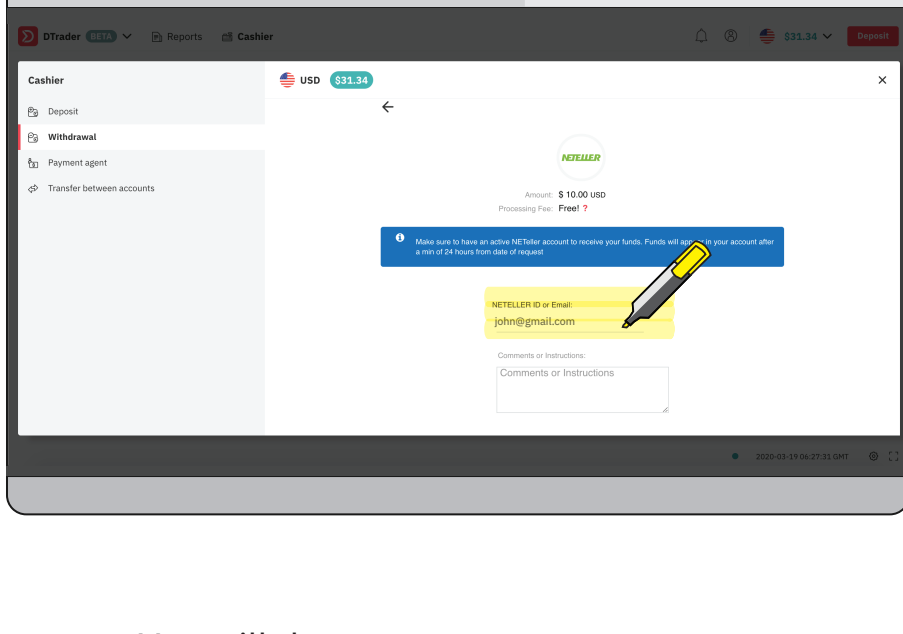 DTrader BETA Reports Cashier $31.34 Deposit
Cashier
USD $31.34
Deposit
Withdrawal
Payment agent
Transfer between accounts
NETELLER
Amount: $ 10.00 USD
Processing Fee: Free! ?
Make sure to have an active NETeller account to receive your funds. Funds will appear in your account after
a min of 24 hours from date of request
NETELLER ID or Email:
john@gmail.com
Comments or Instructions:
Comments or Instructions
2020-03-19 06:27:31 GMT